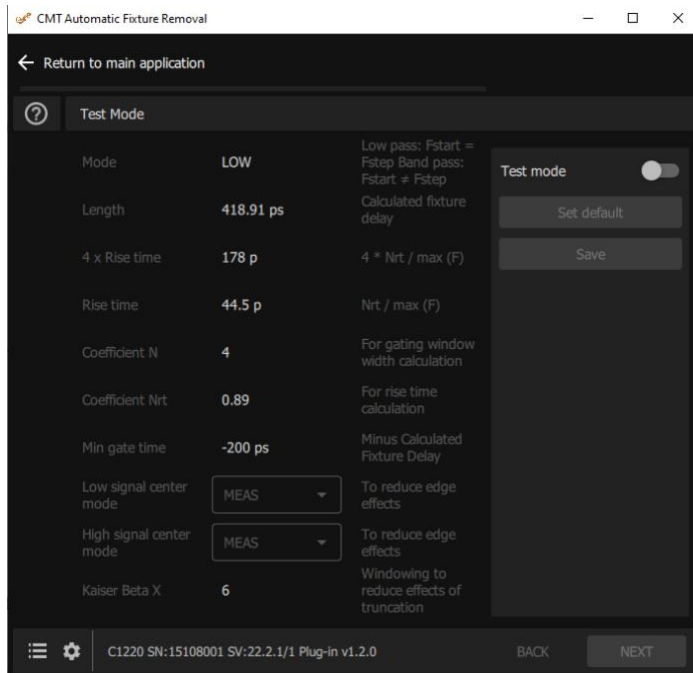 CMT Automatic Fixture Removal
Return to main application
Test Mode
Mode
LOW
Low pass: Fstart =
Fstep Band pass:
Fstart ≠ Fstep
Length
418.91 ps
Calculated fixture
delay
4 x Rise time
178 p
4 * Nrt / max (F)
Rise time
44.5 p
Nrt / max (F)
Coefficient N
4
For gating window
width calculation
Coefficient Nrt
0.89
For rise time
calculation
Min gate time
-200 ps
Minus Calculated
Fixture Delay
Low signal center
mode
MEAS
To reduce edge
effects
High signal center
mode
MEAS
To reduce edge
effects
Kaiser Beta X
6
Windowing to
reduce effects of
truncation
Test mode
Set default
Save
C1220 SN:15108001 SV:22.2.1/1 Plug-in v1.2.0
BACK
NEXT